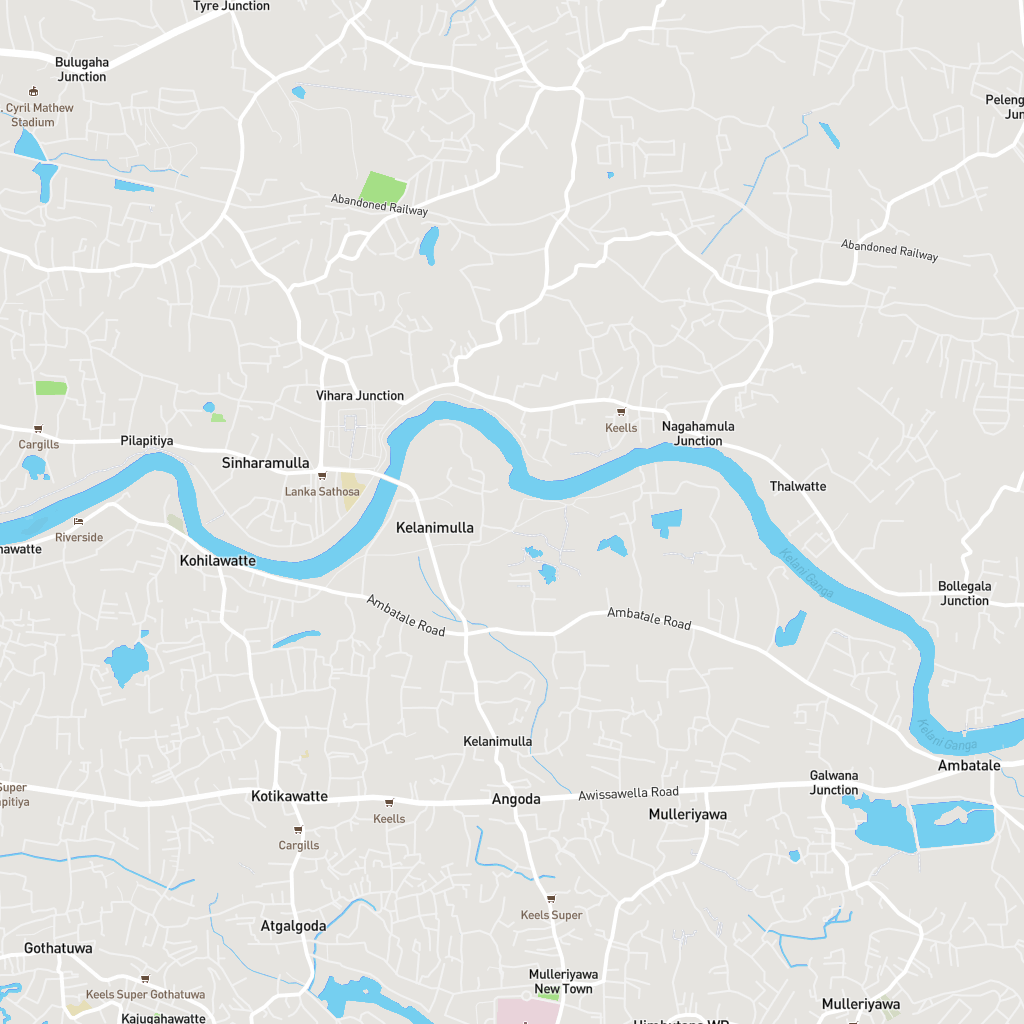 Tyre Junction
Bulugaha
Junction
Cyril Mathew
Stadium
Abandoned Railway
Abandoned Railway
Vihara Junction
Keells
Nagahamula
Junction
Cargills
Pilapitiya
Sinharamulla
Lanka Sathosa
Thalwatte
Riverside
Kelanimulla
Kohilawatte
Kelani Ganga
Bollegala
Junction
Ambatale Road
Ambatale Road
Kelanimulla
Kelani Ganga
Ambatale
Galwana
Junction
Super
Kotikawatte
Keells
Angoda
Awissawella Road
Mulleriyawa
Cargills
Keels Super
Atgalgoda
Gothatuwa
Keels Super Gothatuwa
Mulleriyawa
New Town
Mulleriyawa
Kajugahawatte